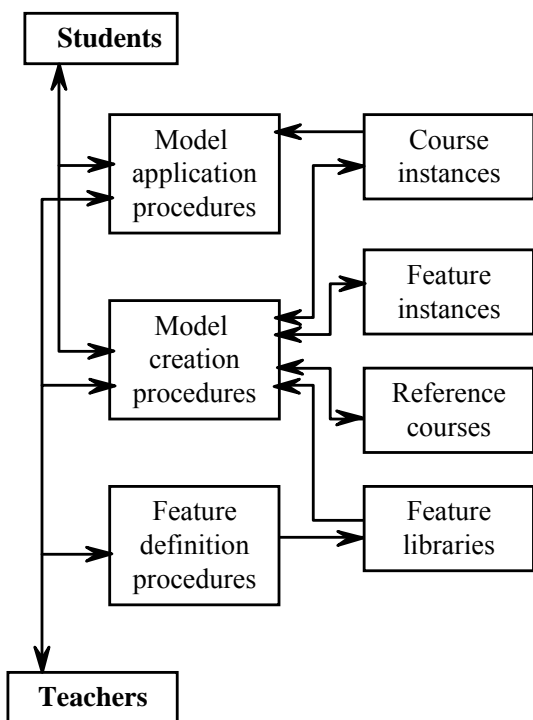 Students
Model
application
procedures
Course
instances
Feature
instances
Model
creation
procedures
Reference
courses
Feature
definition
procedures
Feature
libraries
Teachers